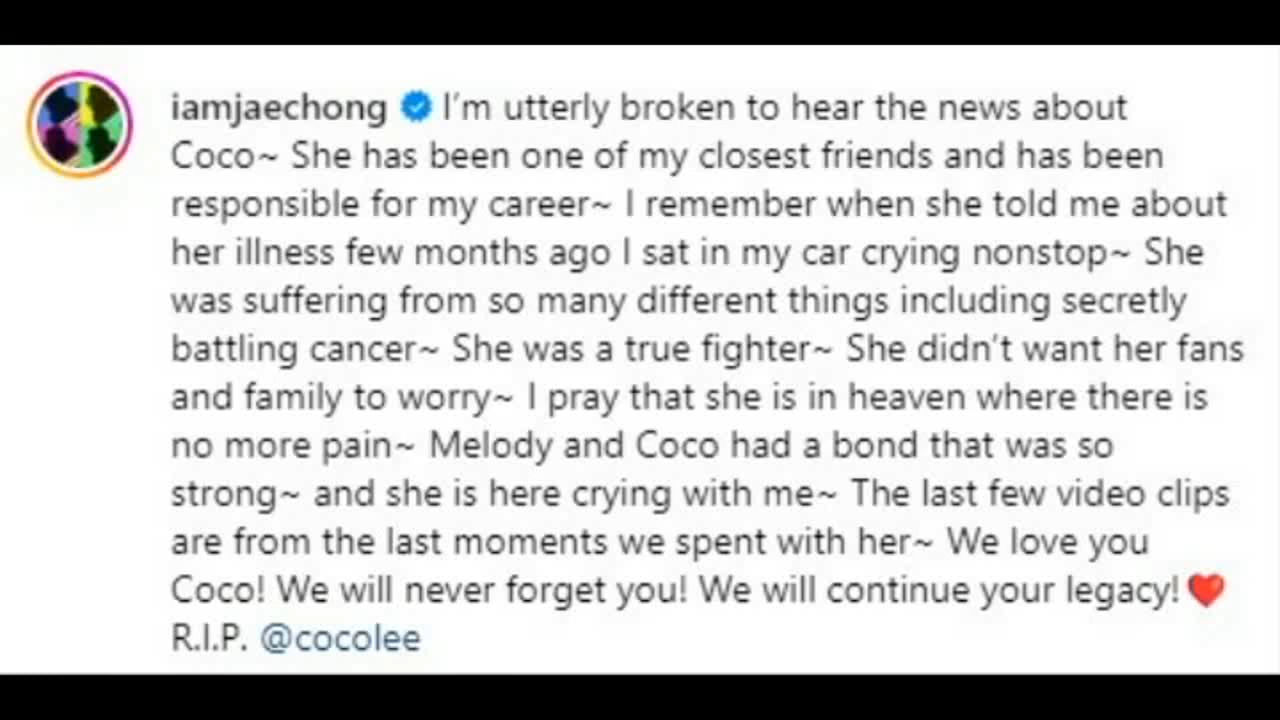 iamjaechong I'm utterly broken to hear the news about
Coco~ She has been one of my closest friends and has been
responsible for my career~ I remember when she told me about
her illness few months ago I sat in my car crying nonstop~ She
was suffering from so many different things including secretly
battling cancer~ She was a true fighter~ She didn't want her fans
and family to worry~ I pray that she is in heaven where there is
no more pain~ Melody and Coco had a bond that was so
strong~ and she is here crying with me~ The last few video clips
are from the last moments we spent with her~ We love you
Coco! We will never forget you! We will continue your legacy!❤️
R.I.P. @cocolee